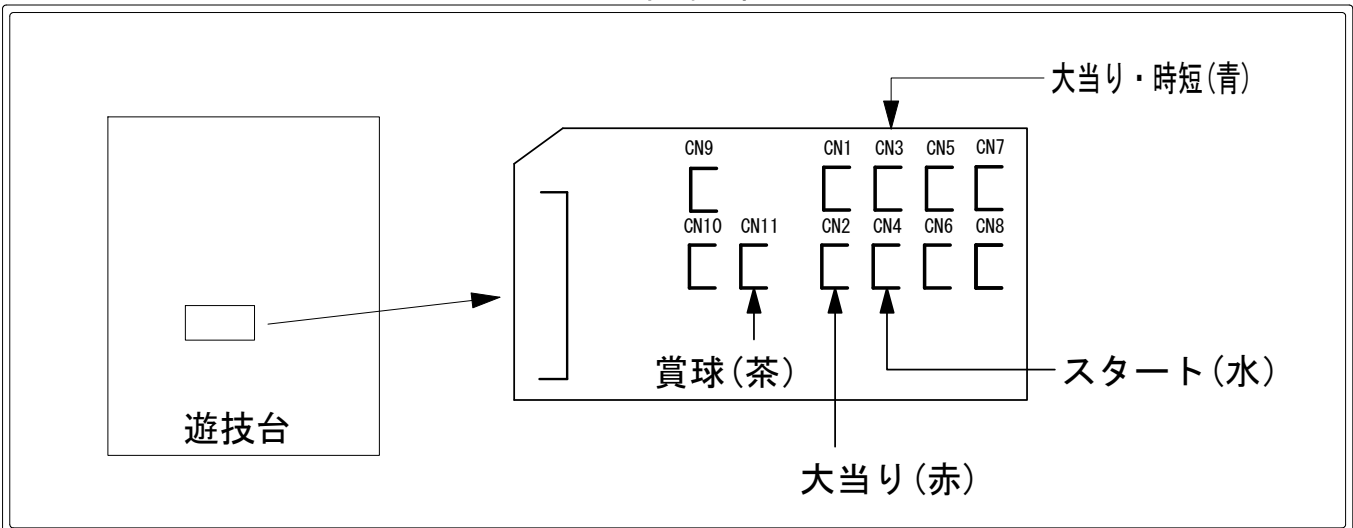 大当り・時短(青)
CN9 CN1 CN3 CN5 CN7
CN10 CN11 CN2 CN4 CN6 CN8
賞球(茶)
スタート(水)
遊技台
大当り(赤)